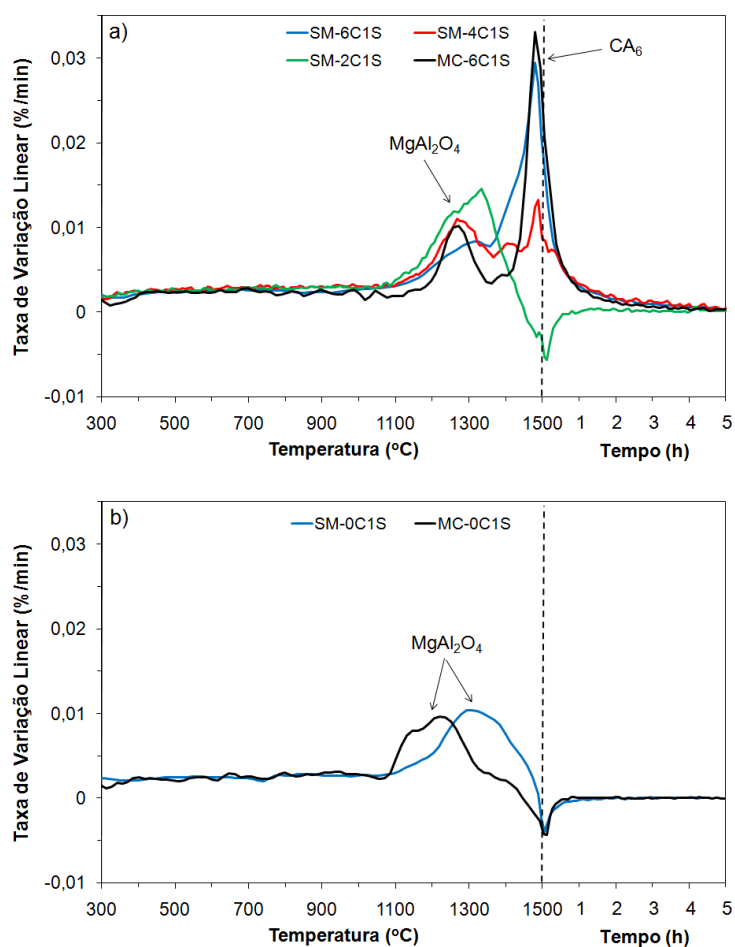 a)
SM-6C1S
SM-4C1S
SM-2C1S
MC-6C1S
CA₆
MgAl₂O₄
Taxa de Variação Linear (%/min)
0,03
0,02
0,01
0
-0,01
300 500 700 900 1100 1300 1500 1 2 3 4 5
Temperatura (ºC) Tempo (h)
b)
SM-0C1S
MC-0C1S
MgAl₂O₄
Taxa de Variação Linear (%/min)
0,03
0,02
0,01
0
-0,01
300 500 700 900 1100 1300 1500 1 2 3 4 5
Temperatura (ºC) Tempo (h)